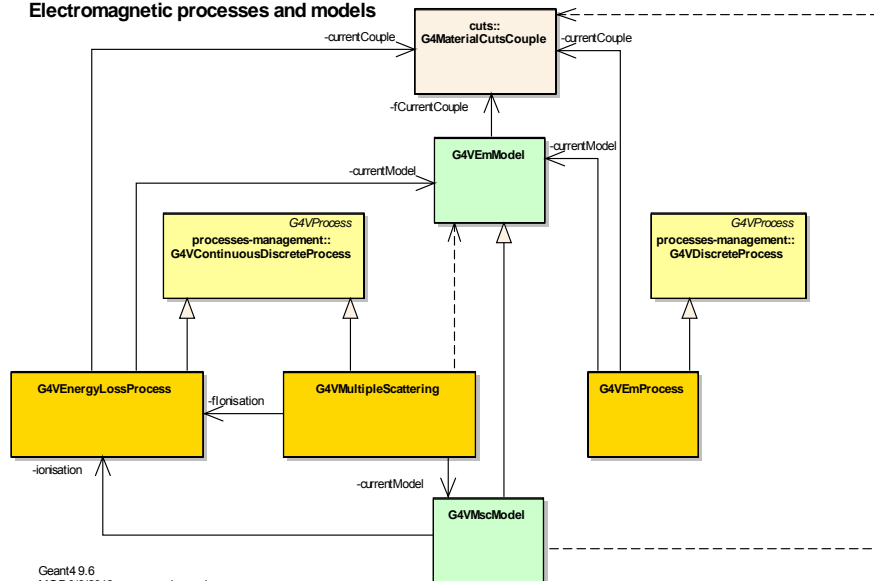 Electromagnetic processes and models
cuts::
G4MaterialCutsCouple
-currentCouple
-currentCouple
-fCurrentCouple
G4VEmModel
-currentModel
-currentModel
G4VProcess
processes-management::
G4VContinuousDiscreteProcess
G4VProcess
processes-management::
G4VDiscreteProcess
G4VEnergyLossProcess
G4VMultipleScattering
G4VEmProcess
-fIonisation
-ionisation
-currentModel
G4VMscModel
Geant4 9.6